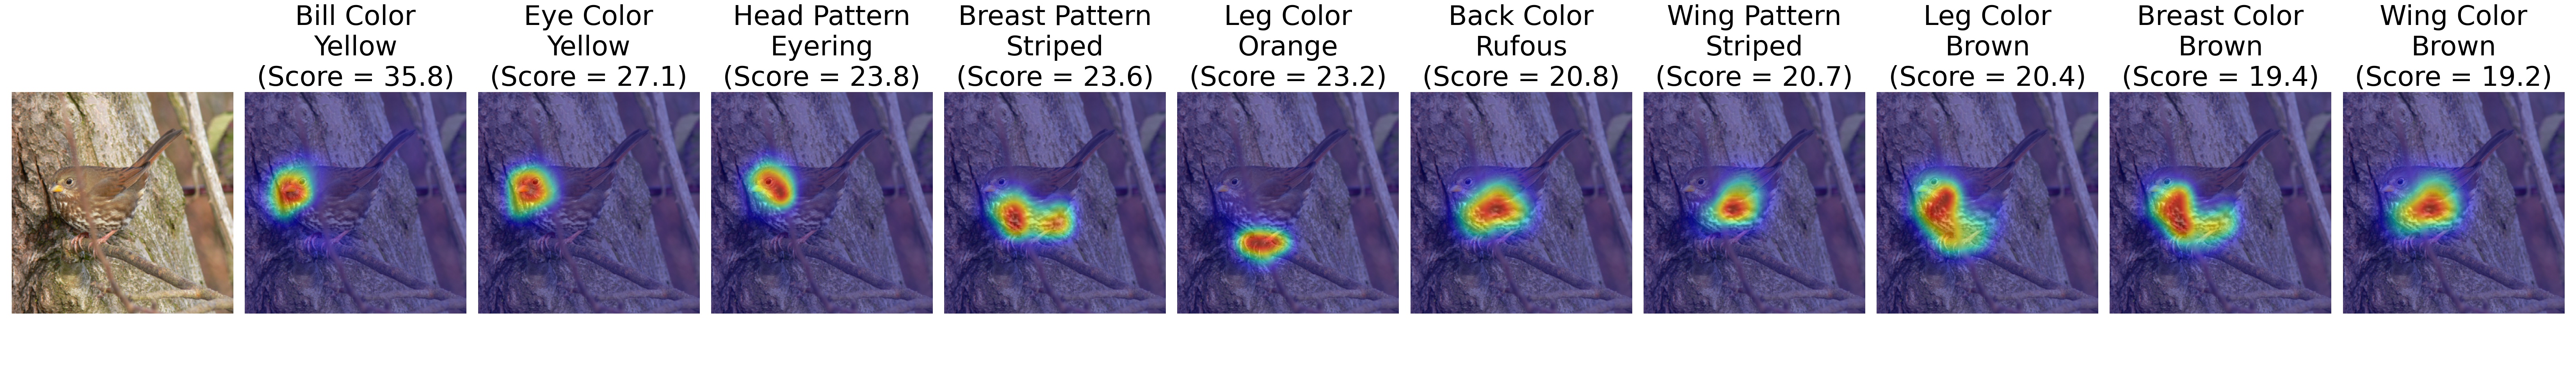 Bill Color
Yellow
(Score = 35.8)
Eye Color
Yellow
(Score = 27.1)
Head Pattern
Eyering
(Score = 23.8)
Breast Pattern
Striped
(Score = 23.6)
Leg Color
Orange
(Score = 23.2)
Back Color
Rufous
(Score = 20.8)
Wing Pattern
Striped
(Score = 20.7)
Leg Color
Brown
(Score = 20.4)
Breast Color
Brown
(Score = 19.4)
Wing Color
Brown
(Score = 19.2)